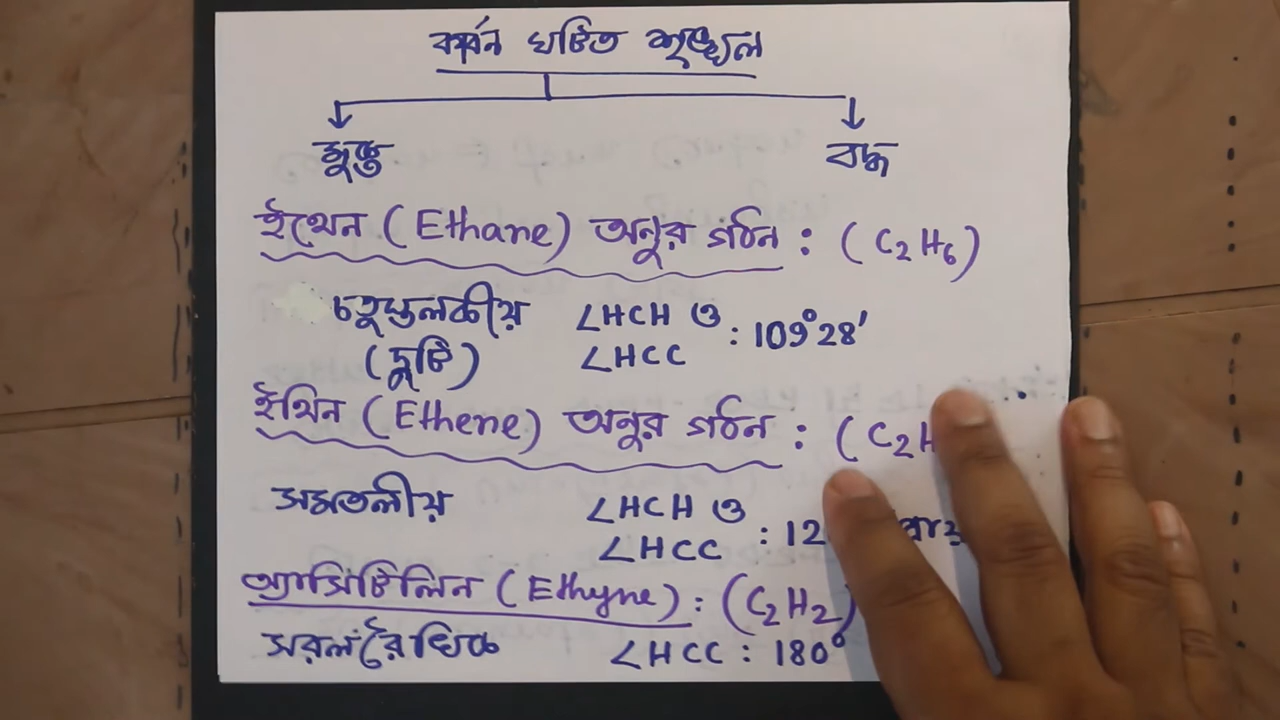 কার্বন ঘটিত শৃঙ্খল
মুক্ত
বদ্ধ
ইথেন (Ethane) অনুর গঠন : (C₂H₆)
চতুস্তলকীয় ∠HCH ও
(দুটি) ∠HCC : 109°28'
ইথিন (Ethene) অনুর গঠন : (C₂H
সমতলীয় ∠HCH ও
∠HCC : 12
অ্যাসিটিলিন (Ethyne) : (C₂H₂)
সরলরৈখিক ∠HCC : 180°